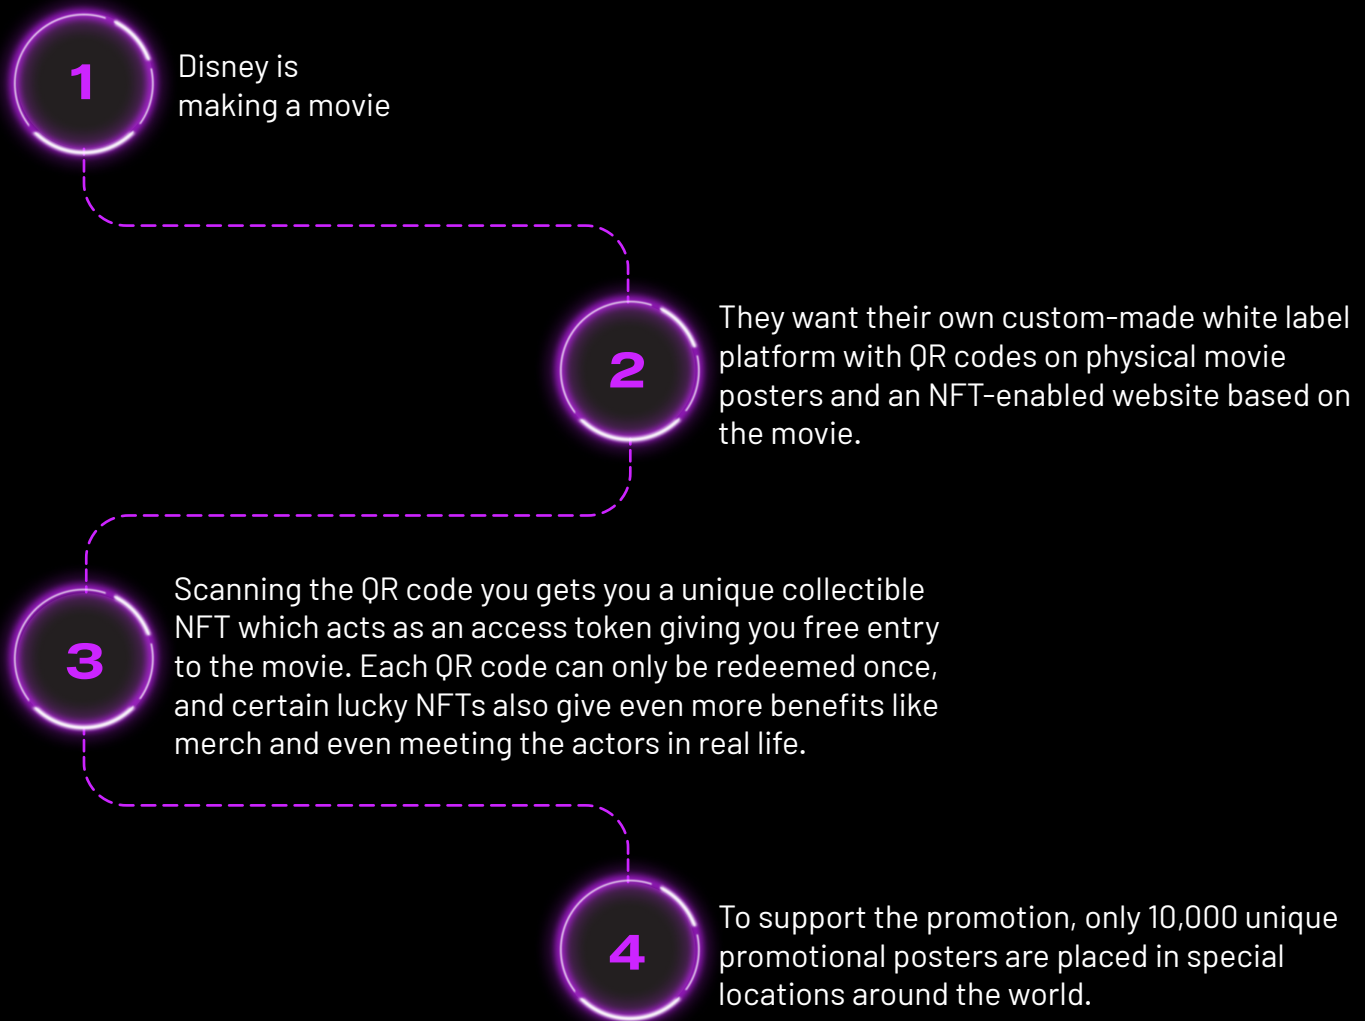 1
Disney is
making a movie
2
They want their own custom-made white label
platform with QR codes on physical movie
posters and an NFT-enabled website based on
the movie.
3
Scanning the QR code you gets you a unique collectible
NFT which acts as an access token giving you free entry
to the movie. Each QR code can only be redeemed once,
and certain lucky NFTs also give even more benefits like
merch and even meeting the actors in real life.
4
To support the promotion, only 10,000 unique
promotional posters are placed in special
locations around the world.